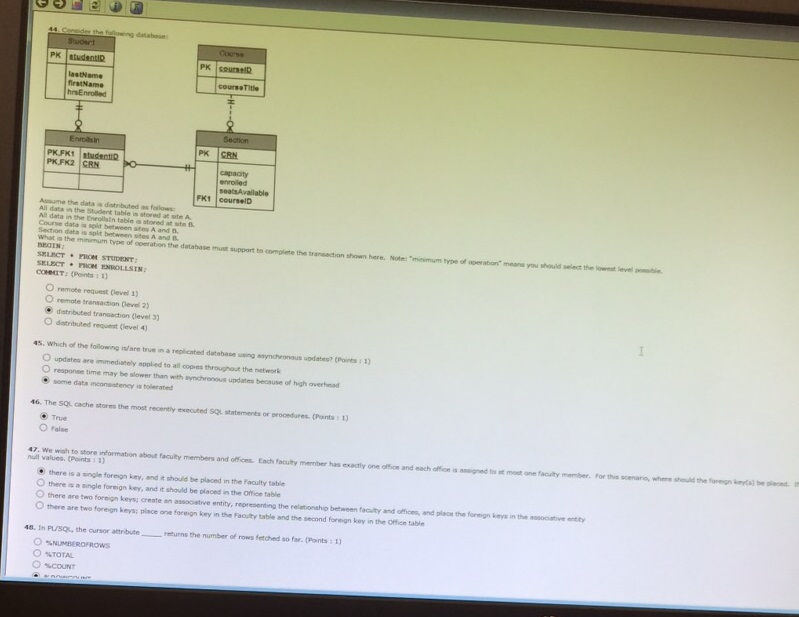 44. Consider the following database:
Student
PK studentID
lastName
firstName
hrsEnrolled
Course
PK courseID
courseTitle
EnrollsIn
PK,FK1 studentID
PK,FK2 CRN
Section
PK CRN
capacity
enrolled
seatsAvailable
FK1 courseID
Assume the data is distributed as follows:
All data in the Student table is stored at site A.
All data in the EnrollsIn table is stored at site B.
Course data is split between sites A and B.
Section data is split between sites A and B.
What is the minimum type of operation the database must support to complete the transaction shown here. Note: "minimum type of operation" means you should select the lowest level possible.
BEGIN;
SELECT * FROM STUDENT;
SELECT * FROM ENROLLSIN;
COMMIT; (Points : 1)
remote request (level 1)
remote transaction (level 2)
distributed transaction (level 3)
distributed request (level 4)
45. Which of the following is/are true in a replicated database using asynchronous updates? (Points : 1)
updates are immediately applied to all copies throughout the network
response time may be slower than with synchronous updates because of high overhead
some data inconsistency is tolerated
46. The SQL cache stores the most recently executed SQL statements or procedures. (Points : 1)
True
False
47. We wish to store information about faculty members and offices. Each faculty member has exactly one office and each office is assigned to at most one faculty member. For this scenario, where should the foreign key(s) be placed.
null values. (Points : 1)
there is a single foreign key, and it should be placed in the Faculty table
there is a single foreign key, and it should be placed in the Office table
there are two foreign keys; create an associative entity, representing the relationship between faculty and offices, and place the foreign keys in the associative entity
there are two foreign keys; place one foreign key in the Faculty table and the second foreign key in the Office table
48. In PL/SQL, the cursor attribute _____ returns the number of rows fetched so far. (Points : 1)
%NUMBEROFROWS
%TOTAL
%COUNT
%ROWCOUNT